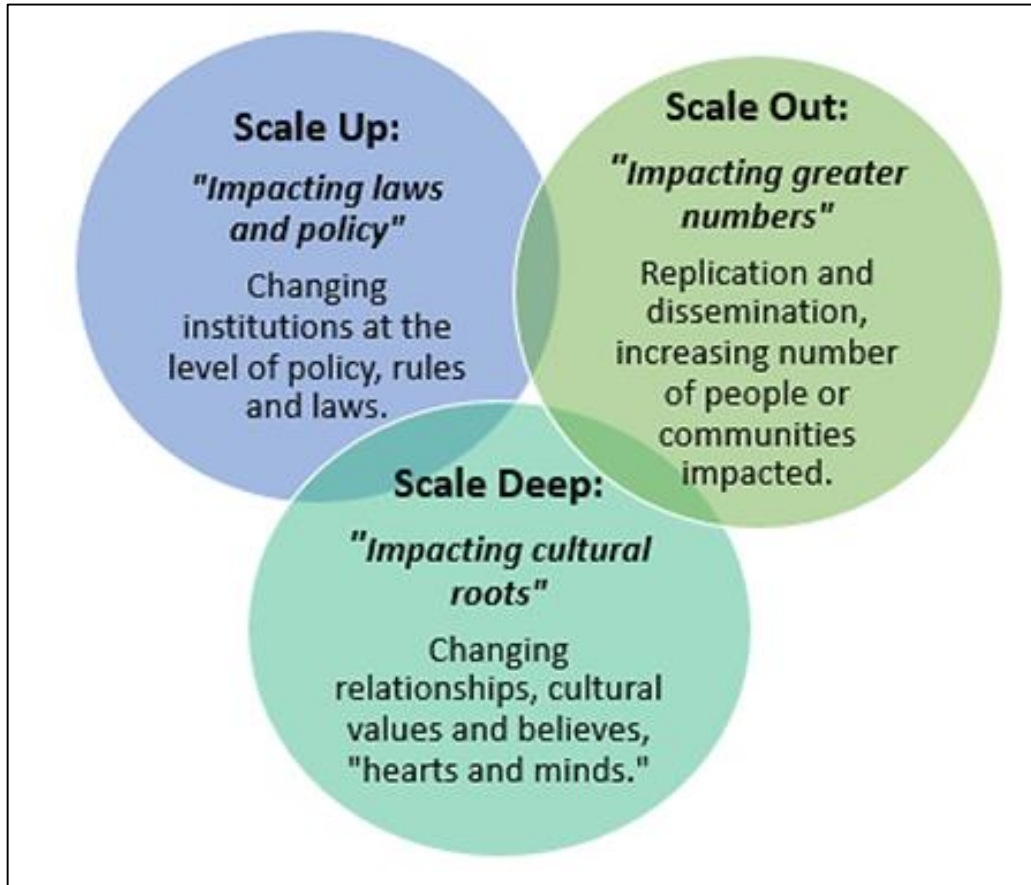 Scale Up:
"Impacting laws
and policy"
Changing
institutions at the
level of policy, rules
and laws.
Scale Out:
"Impacting greater
numbers"
Replication and
dissemination,
increasing number
of people or
communities
impacted.
Scale Deep:
"Impacting cultural
roots"
Changing
relationships, cultural
values and believes,
"hearts and minds."